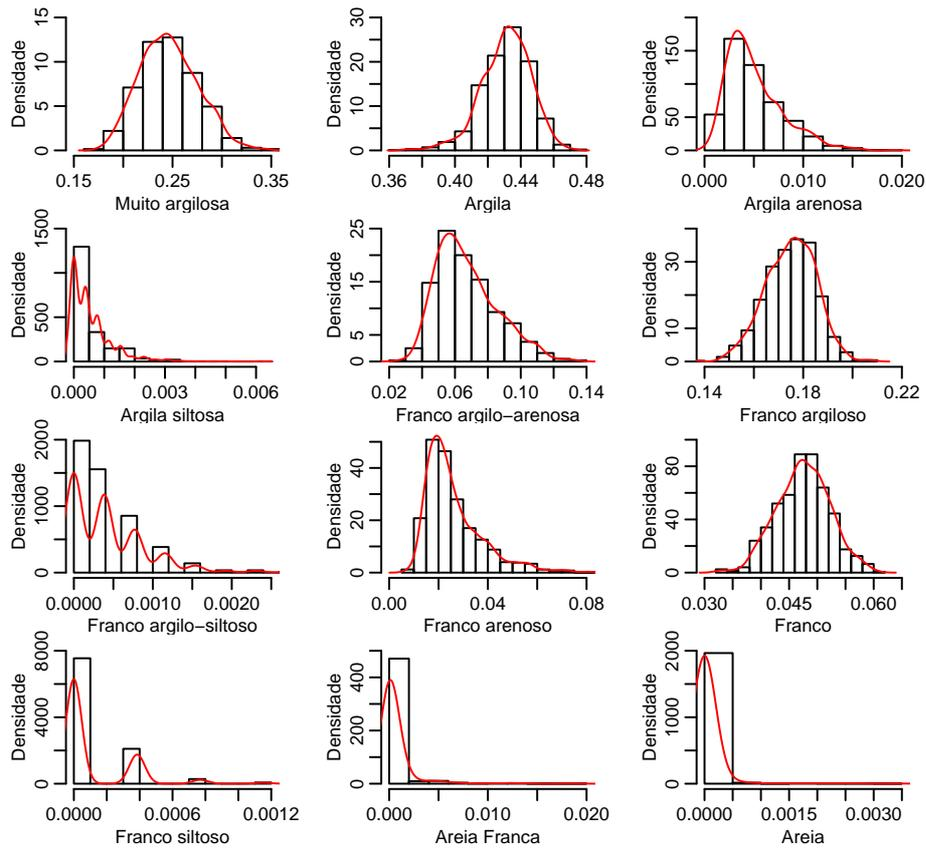 Densidade
0 5 10 15
0.15 0.25 0.35
Muito argilosa
Densidade
0 10 20 30
0.36 0.40 0.44 0.48
Argila
Densidade
0 50 150
0.000 0.010 0.020
Argila arenosa
Densidade
0 500 1500
0.000 0.003 0.006
Argila siltosa
Densidade
0 5 15 25
0.02 0.06 0.10 0.14
Franco argilo−arenosa
Densidade
0 10 30
0.14 0.18 0.22
Franco argiloso
Densidade
0 1000 2000
0.0000 0.0010 0.0020
Franco argilo−siltoso
Densidade
0 20 40
0.00 0.04 0.08
Franco arenoso
Densidade
0 40 80
0.030 0.045 0.060
Franco
Densidade
0 4000 8000
0.0000 0.0006 0.0012
Franco siltoso
Densidade
0 200 400
0.000 0.010 0.020
Areia Franca
Densidade
0 1000 2000
0.0000 0.0015 0.0030
Areia